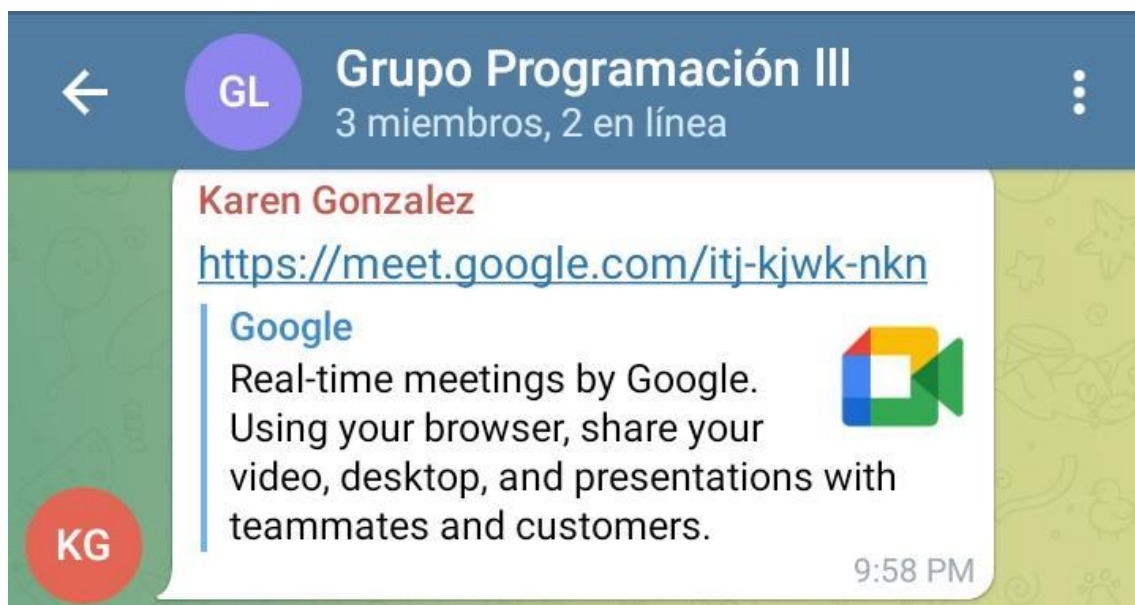 GL
Grupo Programación lll
3 miembros, 2 en línea
Karen Gonzalez
https://meet.google.com/itj-kjwk-nkn
Google
Real-time meetings by Google.
Using your browser, share your
video, desktop, and presentations with
teammates and customers.
KG
9:58 PM